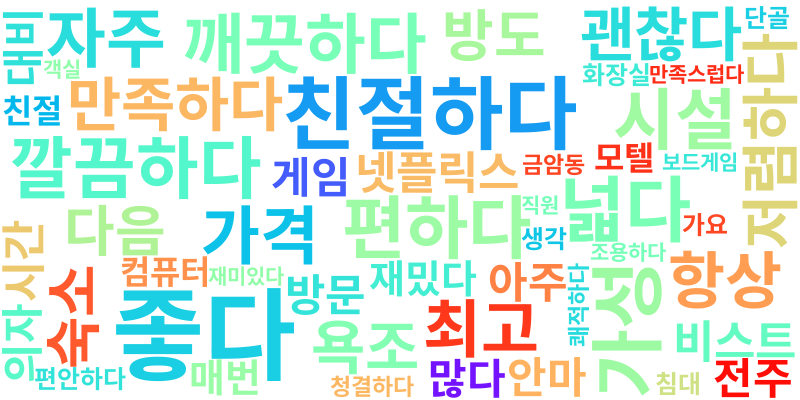 대비
자주
깨끗하다
방도
괜찮다
단골
객실
친절
만족하다
친절하다
화장실
만족스럽다
시설
저렴하다
깔끔하다
게임
넷플릭스
금암동
모텔
보드게임
다음
가격
편하다
직원
넓다
가요
생각
조용하다
시간
숙소
컴퓨터
재미있다
좋다
방문
재밌다
아주
쾌적하다
가성
항상
의자
편안하다
매번
욕조
최고
비스트
청결하다
많다
안마
침대
전주